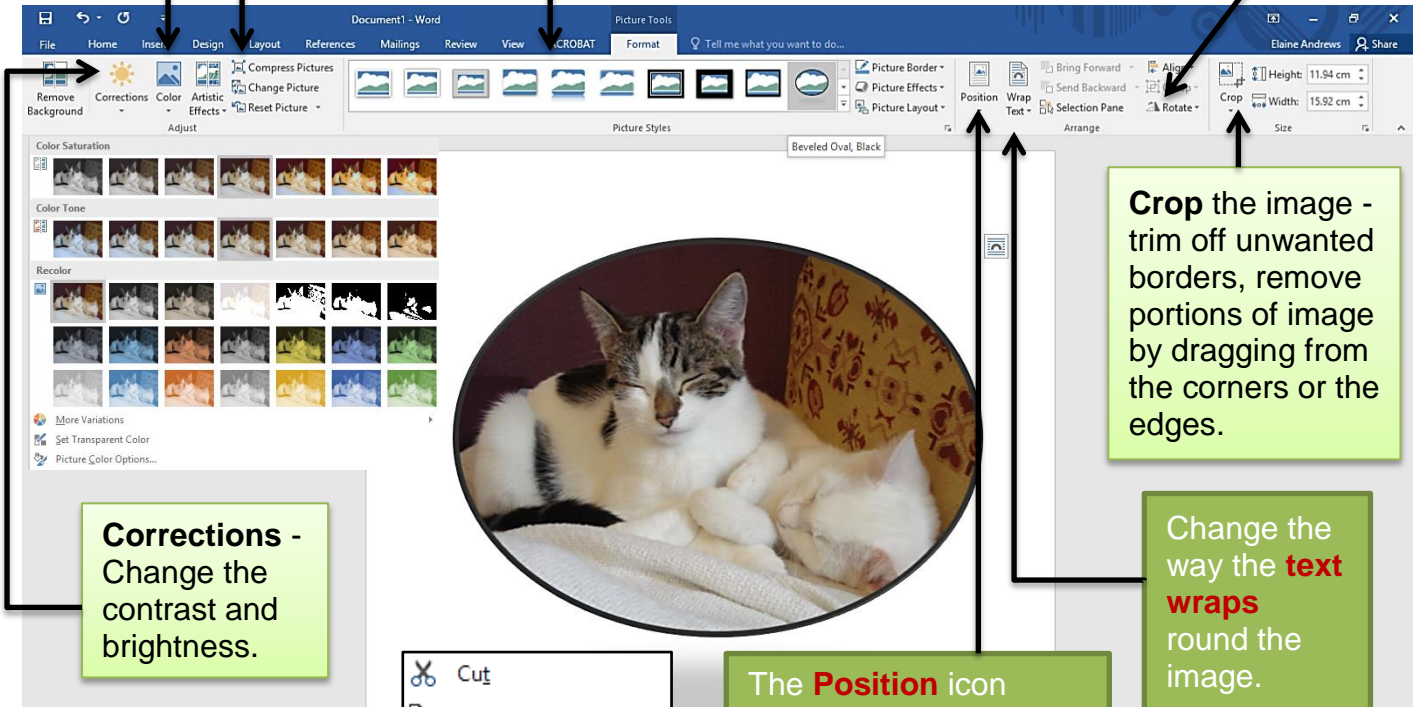 Document1 - Word
Picture Tools
File Home Insert Design Layout References Mailings Review View ACROBAT Format Tell me what you want to do... Elaine Andrews Share
Remove Background
Corrections
Color
Artistic Effects
Compress Pictures
Change Picture
Reset Picture
Adjust
Picture Styles
Picture Border
Picture Effects
Picture Layout
Position
Wrap Text
Bring Forward
Send Backward
Selection Pane
Align
Rotate
Arrange
Crop
Height: 11.94 cm
Width: 15.92 cm
Size
Beveled Oval, Black
Color Saturation
Color Tone
Recolor
More Variations
Set Transparent Color
Picture Color Options...
Crop the image -
trim off unwanted
borders, remove
portions of image
by dragging from
the corners or the
edges.
Corrections -
Change the
contrast and
brightness.
Cut
The Position icon
Change the
way the text
wraps
round the
image.